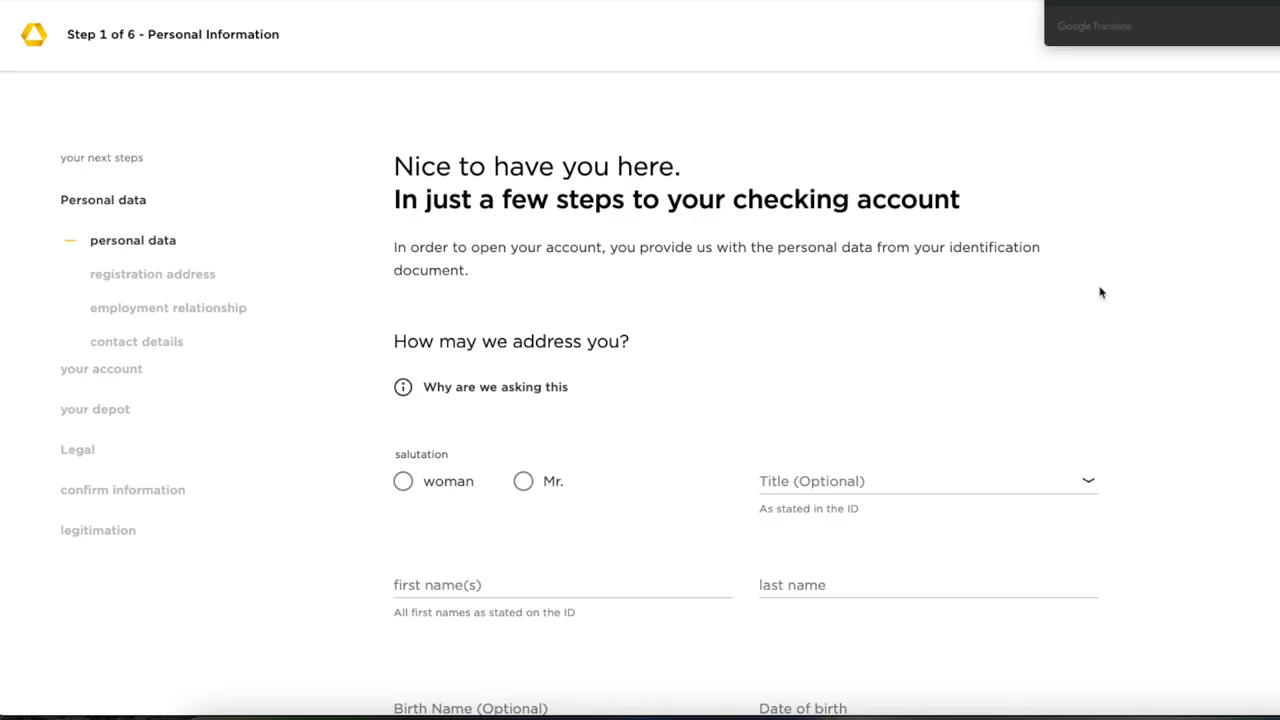 Step 1 of 6 - Personal Information
Google Translate
your next steps
Personal data
personal data
registration address
employment relationship
contact details
your account
your depot
Legal
confirm information
legitimation
Nice to have you here.
In just a few steps to your checking account
In order to open your account, you provide us with the personal data from your identification
document.
How may we address you?
Why are we asking this
salutation
woman
Mr.
Title (Optional)
As stated in the ID
first name(s)
last name
All first names as stated on the ID
Birth Name (Optional)
Date of birth